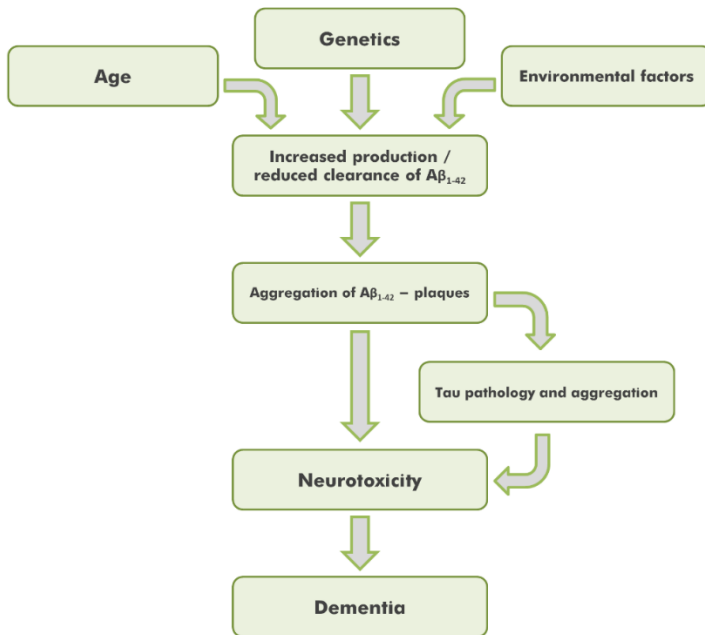 Genetics
Age
Environmental factors
Increased production /
reduced clearance of Aβ₁₋₄₂
Aggregation of Aβ₁₋₄₂ – plaques
Tau pathology and aggregation
Neurotoxicity
Dementia